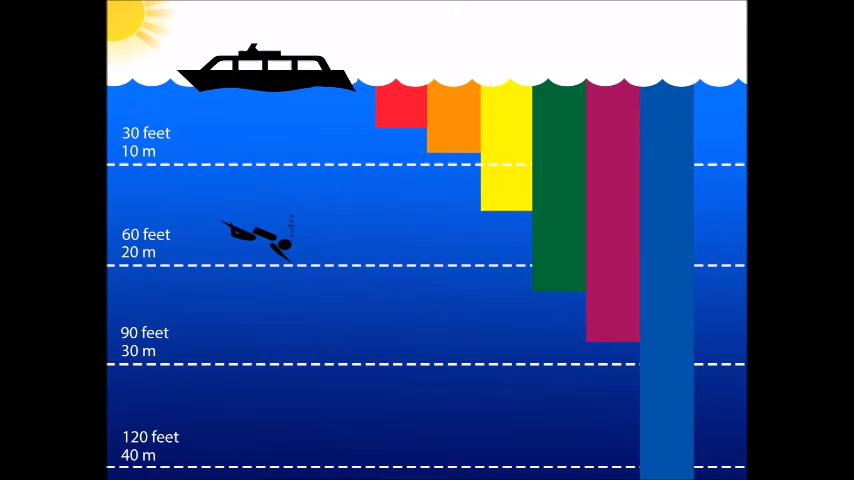 30 feet
10 m
60 feet
20 m
90 feet
30 m
120 feet
40 m